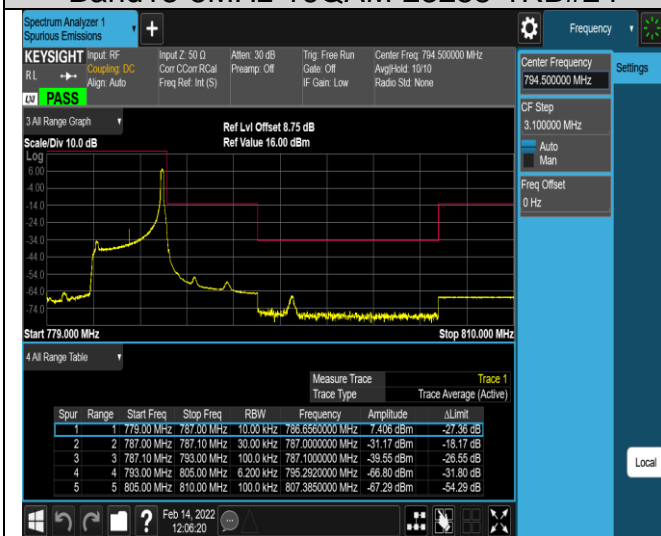 Band13-5MHz-16QAM-23255-1RB#24
Spectrum Analyzer 1
Spurious Emissions
Frequency
KEYSIGHT Input: RF Input Z: 50 Ω Atten: 30 dB Trig: Free Run Center Freq: 794.500000 MHz
R L Coupling: DC Corr CCorr RCal Preamp: Off Gate: Off Avg|Hold: 10/10
Align: Auto Freq Ref: Int (S) IF Gain: Low Radio Std: None
LXI PASS
3 All Range Graph
Ref Lvl Offset 8.75 dB
Scale/Div 10.0 dB Ref Value 16.00 dBm
Log
6.00
-4.00
-14.0
-24.0
-34.0
-44.0
-54.0
-64.0
-74.0
Start 779.000 MHz Stop 810.000 MHz
4 All Range Table
Measure Trace Trace 1
Trace Type Trace Average (Active)
Spur Range Start Freq Stop Freq RBW Frequency Amplitude ΔLimit
1 1 779.00 MHz 787.00 MHz 10.00 kHz 786.6560000 MHz 7.406 dBm -27.36 dB
2 2 787.00 MHz 787.10 MHz 30.00 kHz 787.0000000 MHz -31.17 dBm -18.17 dB
3 3 787.10 MHz 793.00 MHz 100.0 kHz 787.1000000 MHz -39.55 dBm -26.55 dB
4 4 793.00 MHz 805.00 MHz 6.200 kHz 795.2920000 MHz -66.80 dBm -31.80 dB
5 5 805.00 MHz 810.00 MHz 100.0 kHz 807.3850000 MHz -67.29 dBm -54.29 dB
Center Frequency
794.500000 MHz
Settings
CF Step
3.100000 MHz
Auto
Man
Freq Offset
0 Hz
Local
Feb 14, 2022
12:06:20